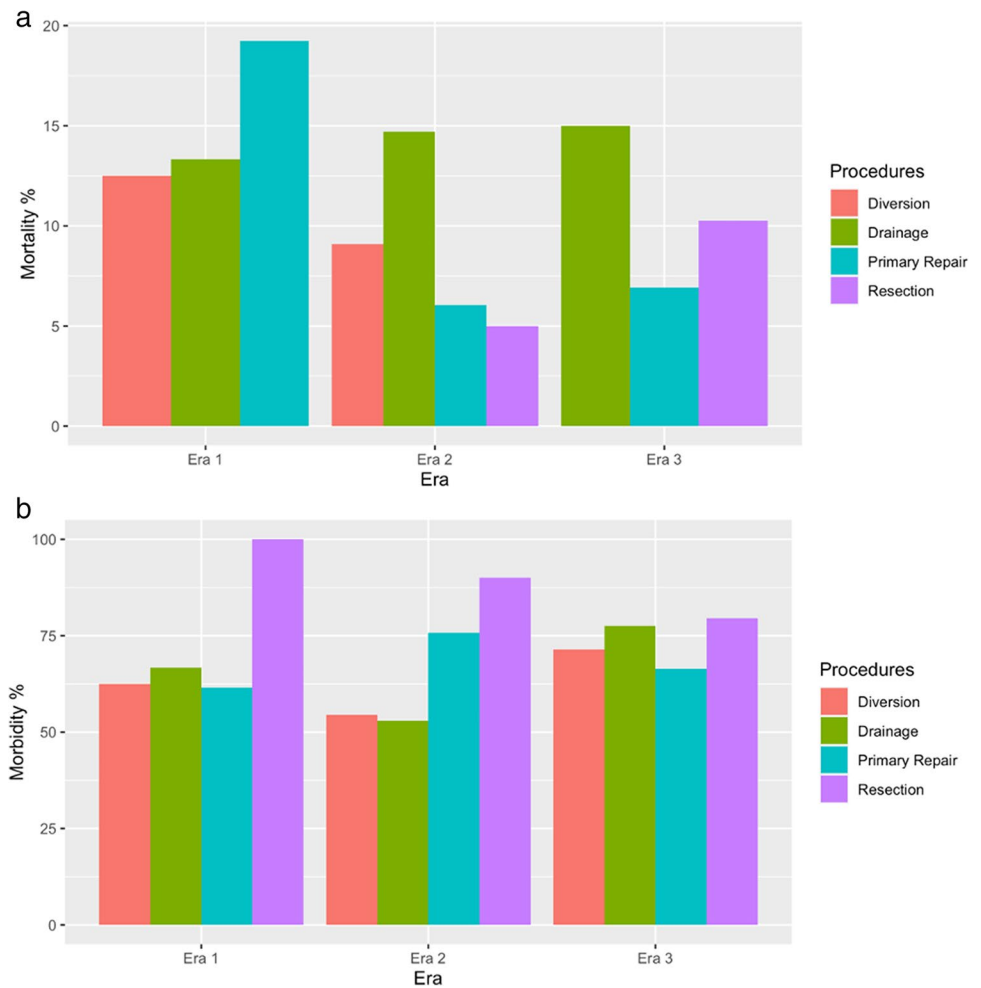 a
20
15
10
5
0
Mortality %
Era 1
Era 2
Era 3
Era
Procedures
Diversion
Drainage
Primary Repair
Resection
b
100
75
50
25
0
Morbidity %
Era 1
Era 2
Era 3
Era
Procedures
Diversion
Drainage
Primary Repair
Resection